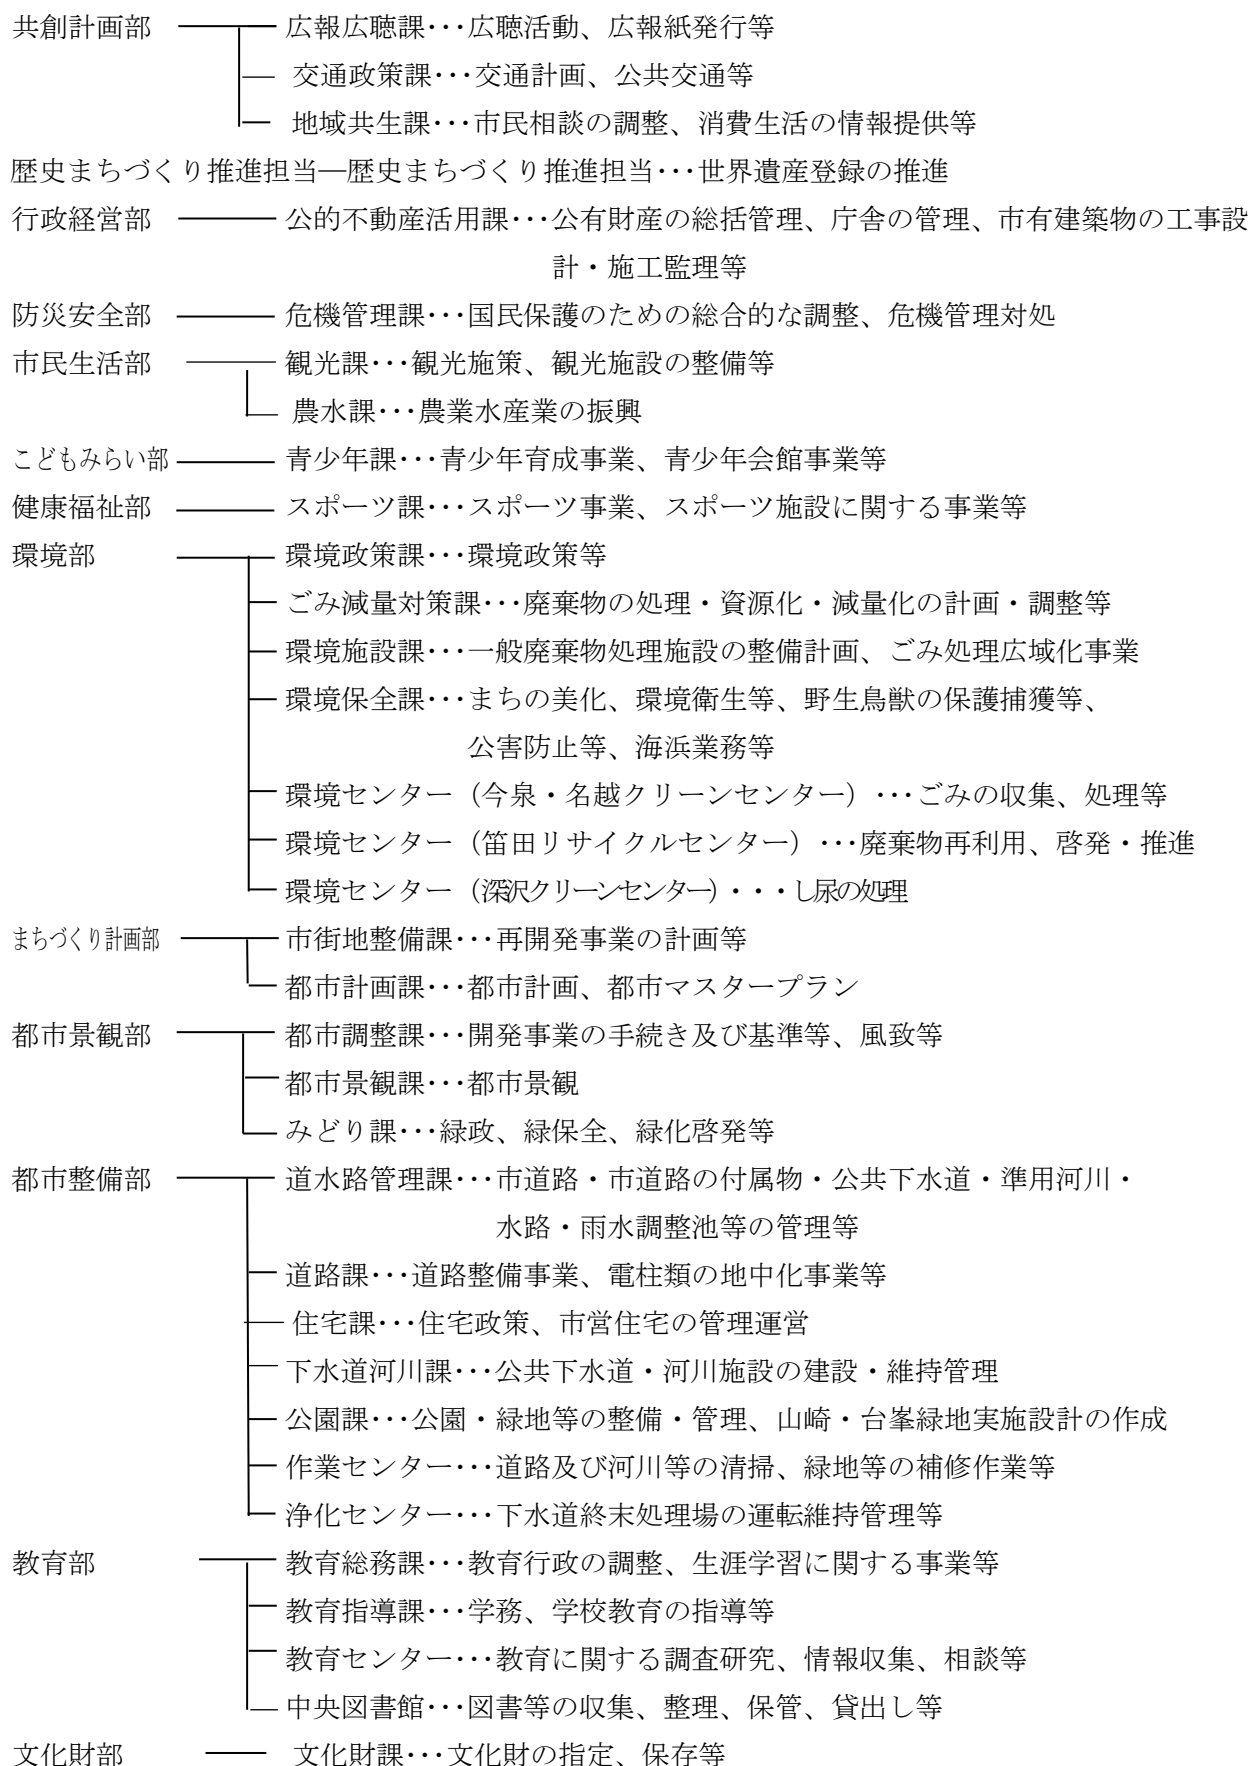 共創計画部 広報広聴課･･･広聴活動、広報紙発行等
交通政策課･･･交通計画、公共交通等
地域共生課･･･市民相談の調整、消費生活の情報提供等
歴史まちづくり推進担当―歴史まちづくり推進担当･･･世界遺産登録の推進
行政経営部 公的不動産活用課･･･公有財産の総括管理、庁舎の管理、市有建築物の工事設
計・施工監理等
防災安全部 危機管理課･･･国民保護のための総合的な調整、危機管理対処
市民生活部 観光課･･･観光施策、観光施設の整備等
農水課･･･農業水産業の振興
こどもみらい部 青少年課･･･青少年育成事業、青少年会館事業等
健康福祉部 スポーツ課･･･スポーツ事業、スポーツ施設に関する事業等
環境部 環境政策課･･･環境政策等
ごみ減量対策課･･･廃棄物の処理・資源化・減量化の計画・調整等
環境施設課･･･一般廃棄物処理施設の整備計画、ごみ処理広域化事業
環境保全課･･･まちの美化、環境衛生等、野生鳥獣の保護捕獲等、
公害防止等、海浜業務等
環境センター（今泉・名越クリーンセンター）･･･ごみの収集、処理等
環境センター（笛田リサイクルセンター）･･･廃棄物再利用、啓発・推進
環境センター（深沢クリーンセンター）・・・し尿の処理
まちづくり計画部 市街地整備課･･･再開発事業の計画等
都市計画課･･･都市計画、都市マスタープラン
都市景観部 都市調整課･･･開発事業の手続き及び基準等、風致等
都市景観課･･･都市景観
みどり課･･･緑政、緑保全、緑化啓発等
都市整備部 道水路管理課･･･市道路・市道路の付属物・公共下水道・準用河川・
水路・雨水調整池等の管理等
道路課･･･道路整備事業、電柱類の地中化事業等
住宅課･･･住宅政策、市営住宅の管理運営
下水道河川課･･･公共下水道・河川施設の建設・維持管理
公園課･･･公園・緑地等の整備・管理、山崎・台峯緑地実施設計の作成
作業センター･･･道路及び河川等の清掃、緑地等の補修作業等
浄化センター･･･下水道終末処理場の運転維持管理等
教育部 教育総務課･･･教育行政の調整、生涯学習に関する事業等
教育指導課･･･学務、学校教育の指導等
教育センター･･･教育に関する調査研究、情報収集、相談等
中央図書館･･･図書等の収集、整理、保管、貸出し等
文化財部 文化財課･･･文化財の指定、保存等